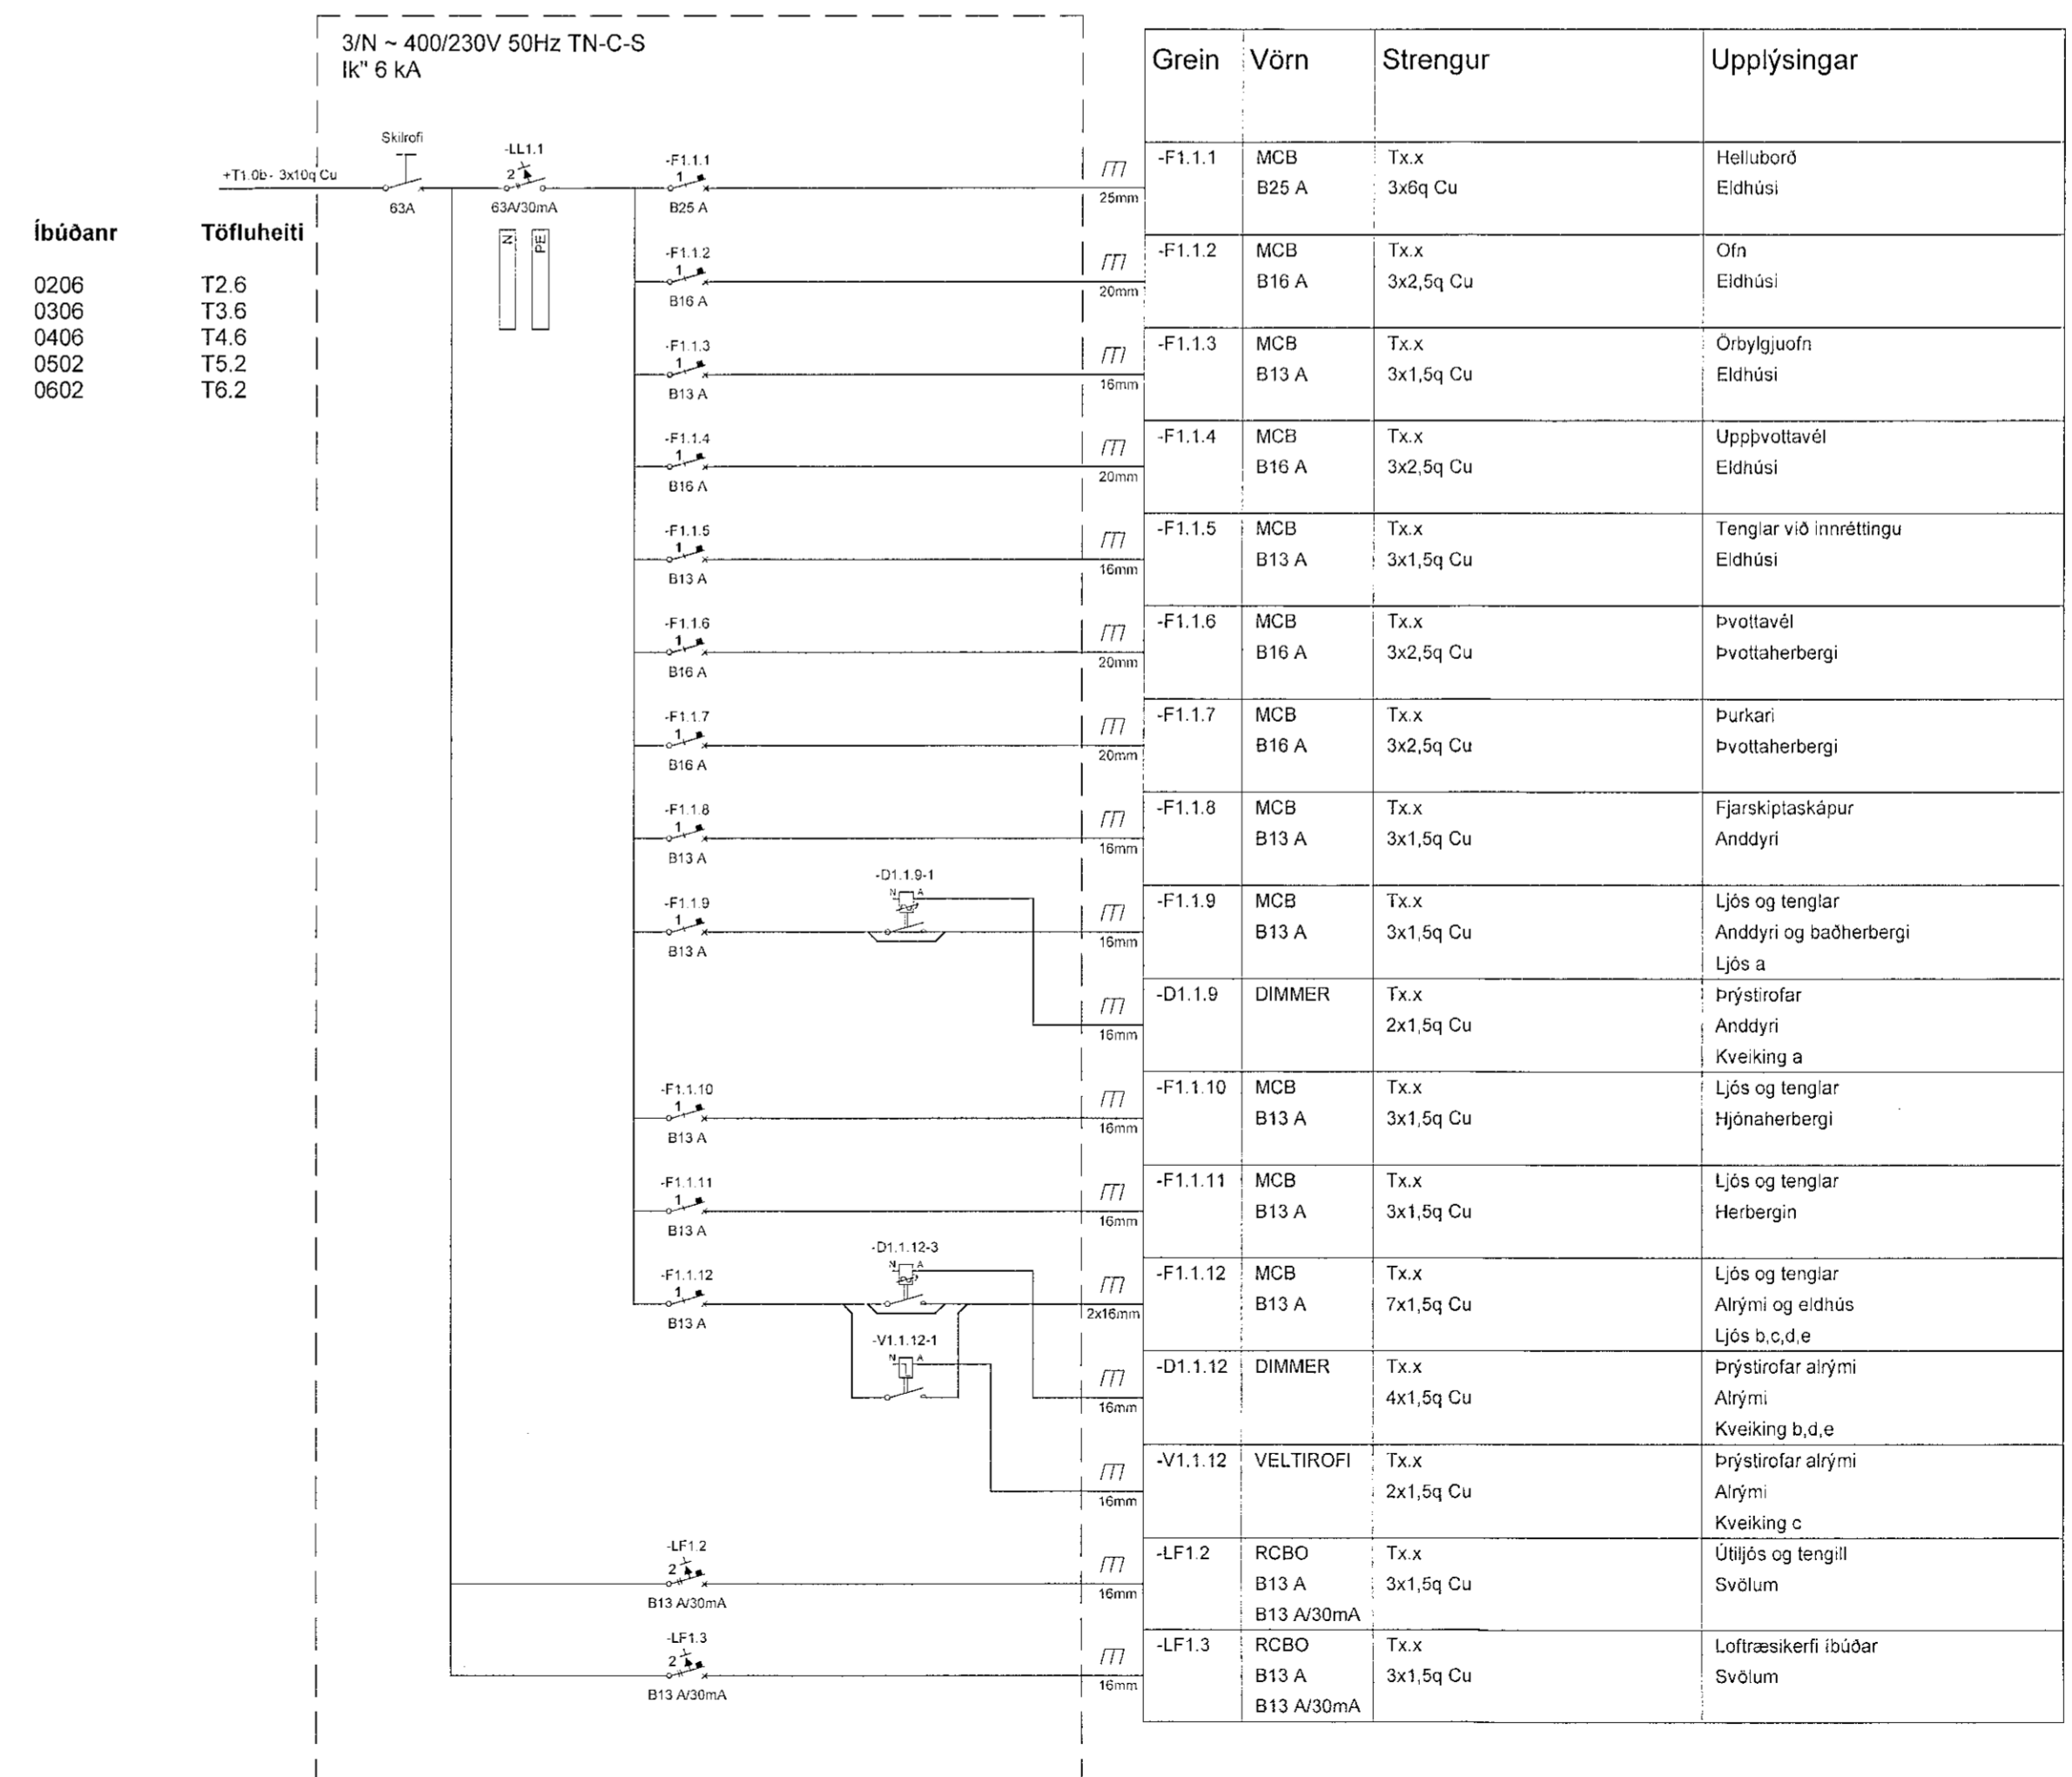 3/N ~ 400/230V 50Hz TN-C-S
Ik" 6 kA
Skilrofi
+T1.0b - 3x10q Cu
63A
-LL1.1
2
63A/30mA
N
PE
Íbúðanr Töfluheiti
0206 T2.6
0306 T3.6
0406 T4.6
0502 T5.2
0602 T6.2
-F1.1.1
1
B25 A
25mm
-F1.1.2
1
B16 A
20mm
-F1.1.3
1
B13 A
16mm
-F1.1.4
1
B16 A
20mm
-F1.1.5
1
B13 A
16mm
-F1.1.6
1
B16 A
20mm
-F1.1.7
1
B16 A
20mm
-F1.1.8
1
B13 A
16mm
-D1.1.9-1
N A
-F1.1.9
1
B13 A
16mm
16mm
-F1.1.10
1
B13 A
16mm
-F1.1.11
1
B13 A
16mm
-D1.1.12-3
N A
-F1.1.12
1
B13 A
2x16mm
-V1.1.12-1
N A
16mm
16mm
-LF1.2
2
B13 A/30mA
16mm
-LF1.3
2
B13 A/30mA
16mm
Grein Vörn Strengur Upplýsingar
-F1.1.1 MCB Tx.x Helluborð
B25 A 3x6q Cu Eldhúsi
-F1.1.2 MCB Tx.x Ofn
B16 A 3x2,5q Cu Eldhúsi
-F1.1.3 MCB Tx.x Örbylgjuofn
B13 A 3x1,5q Cu Eldhúsi
-F1.1.4 MCB Tx.x Uppþvottavél
B16 A 3x2,5q Cu Eldhúsi
-F1.1.5 MCB Tx.x Tenglar við innréttingu
B13 A 3x1,5q Cu Eldhúsi
-F1.1.6 MCB Tx.x Þvottavél
B16 A 3x2,5q Cu Þvottaherbergi
-F1.1.7 MCB Tx.x Þurkari
B16 A 3x2,5q Cu Þvottaherbergi
-F1.1.8 MCB Tx.x Fjarskiptaskápur
B13 A 3x1,5q Cu Anddyri
-F1.1.9 MCB Tx.x Ljós og tenglar
B13 A 3x1,5q Cu Anddyri og baðherbergi
Ljós a
-D1.1.9 DIMMER Tx.x Þrýstirofar
2x1,5q Cu Anddyri
Kveiking a
-F1.1.10 MCB Tx.x Ljós og tenglar
B13 A 3x1,5q Cu Hjónaherbergi
-F1.1.11 MCB Tx.x Ljós og tenglar
B13 A 3x1,5q Cu Herbergin
-F1.1.12 MCB Tx.x Ljós og tenglar
B13 A 7x1,5q Cu Alrými og eldhús
Ljós b,c,d,e
-D1.1.12 DIMMER Tx.x Þrýstirofar alrými
4x1,5q Cu Alrými
Kveiking b,d,e
-V1.1.12 VELTIROFI Tx.x Þrýstirofar alrými
2x1,5q Cu Alrými
Kveiking c
-LF1.2 RCBO Tx.x Útiljós og tengill
B13 A 3x1,5q Cu Svölum
B13 A/30mA
-LF1.3 RCBO Tx.x Loftræsikerfi íbúðar
B13 A 3x1,5q Cu Svölum
B13 A/30mA